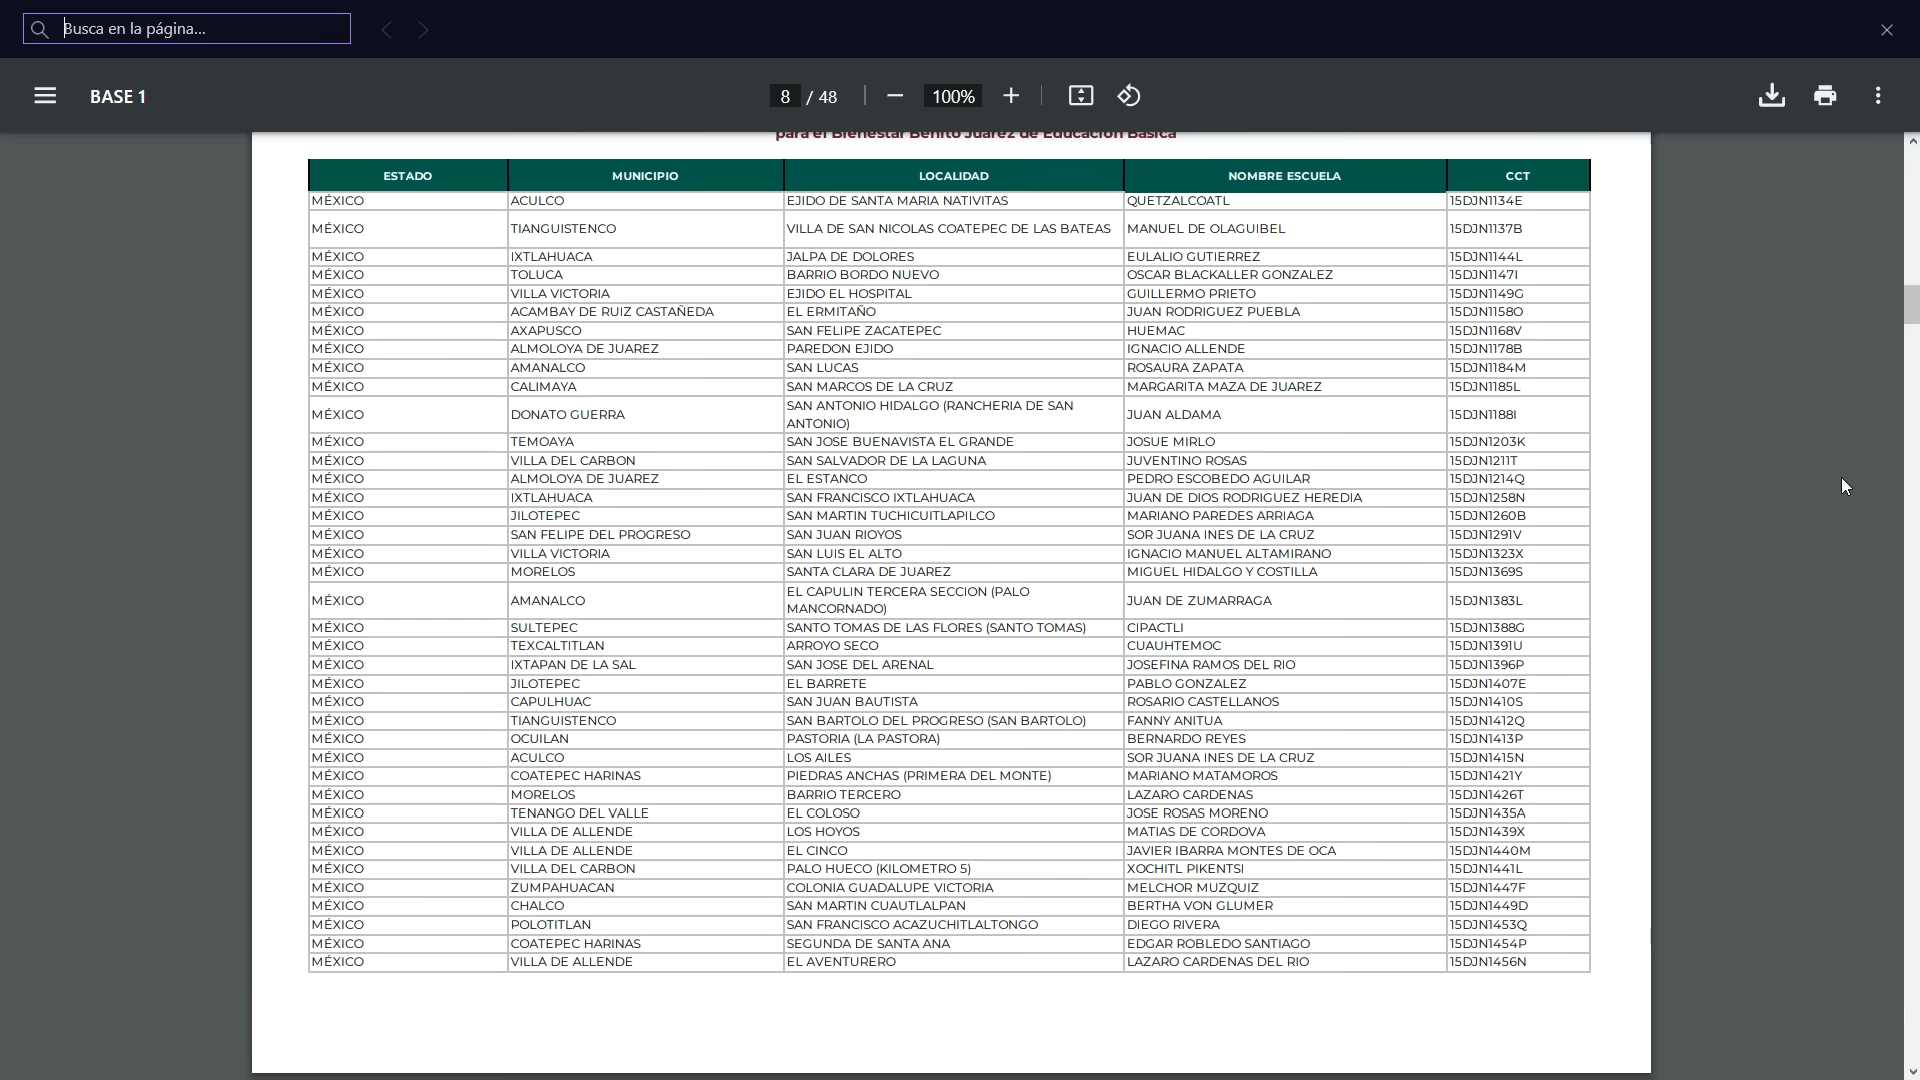 Busca en la página...
BASE 1
8 / 48
100%
para el Bienestar Benito Juárez de Educación Básica
ESTADO MUNICIPIO LOCALIDAD NOMBRE ESCUELA CCT
MÉXICO ACULCO EJIDO DE SANTA MARIA NATIVITAS QUETZALCOATL 15DJN1134E
MÉXICO TIANGUISTENCO VILLA DE SAN NICOLAS COATEPEC DE LAS BATEAS MANUEL DE OLAGUIBEL 15DJN1137B
MÉXICO IXTLAHUACA JALPA DE DOLORES EULALIO GUTIERREZ 15DJN1144L
MÉXICO TOLUCA BARRIO BORDO NUEVO OSCAR BLACKALLER GONZALEZ 15DJN1147I
MÉXICO VILLA VICTORIA EJIDO EL HOSPITAL GUILLERMO PRIETO 15DJN1149G
MÉXICO ACAMBAY DE RUIZ CASTAÑEDA EL ERMITAÑO JUAN RODRIGUEZ PUEBLA 15DJN1158O
MÉXICO AXAPUSCO SAN FELIPE ZACATEPEC HUEMAC 15DJN1168V
MÉXICO ALMOLOYA DE JUAREZ PAREDON EJIDO IGNACIO ALLENDE 15DJN1178B
MÉXICO AMANALCO SAN LUCAS ROSAURA ZAPATA 15DJN1184M
MÉXICO CALIMAYA SAN MARCOS DE LA CRUZ MARGARITA MAZA DE JUAREZ 15DJN1185L
MÉXICO DONATO GUERRA SAN ANTONIO HIDALGO (RANCHERIA DE SAN
ANTONIO) JUAN ALDAMA 15DJN1188I
MÉXICO TEMOAYA SAN JOSE BUENAVISTA EL GRANDE JOSUE MIRLO 15DJN1203K
MÉXICO VILLA DEL CARBON SAN SALVADOR DE LA LAGUNA JUVENTINO ROSAS 15DJN1211T
MÉXICO ALMOLOYA DE JUAREZ EL ESTANCO PEDRO ESCOBEDO AGUILAR 15DJN1214Q
MÉXICO IXTLAHUACA SAN FRANCISCO IXTLAHUACA JUAN DE DIOS RODRIGUEZ HEREDIA 15DJN1258N
MÉXICO JILOTEPEC SAN MARTIN TUCHICUITLAPILCO MARIANO PAREDES ARRIAGA 15DJN1260B
MÉXICO SAN FELIPE DEL PROGRESO SAN JUAN RIOYOS SOR JUANA INES DE LA CRUZ 15DJN1291V
MÉXICO VILLA VICTORIA SAN LUIS EL ALTO IGNACIO MANUEL ALTAMIRANO 15DJN1323X
MÉXICO MORELOS SANTA CLARA DE JUAREZ MIGUEL HIDALGO Y COSTILLA 15DJN1369S
MÉXICO AMANALCO EL CAPULIN TERCERA SECCION (PALO
MANCORNADO) JUAN DE ZUMARRAGA 15DJN1383L
MÉXICO SULTEPEC SANTO TOMAS DE LAS FLORES (SANTO TOMAS) CIPACTLI 15DJN1388G
MÉXICO TEXCALTITLAN ARROYO SECO CUAUHTEMOC 15DJN1391U
MÉXICO IXTAPAN DE LA SAL SAN JOSE DEL ARENAL JOSEFINA RAMOS DEL RIO 15DJN1396P
MÉXICO JILOTEPEC EL BARRETE PABLO GONZALEZ 15DJN1407E
MÉXICO CAPULHUAC SAN JUAN BAUTISTA ROSARIO CASTELLANOS 15DJN1410S
MÉXICO TIANGUISTENCO SAN BARTOLO DEL PROGRESO (SAN BARTOLO) FANNY ANITUA 15DJN1412Q
MÉXICO OCUILAN PASTORIA (LA PASTORA) BERNARDO REYES 15DJN1413P
MÉXICO ACULCO LOS AILES SOR JUANA INES DE LA CRUZ 15DJN1415N
MÉXICO COATEPEC HARINAS PIEDRAS ANCHAS (PRIMERA DEL MONTE) MARIANO MATAMOROS 15DJN1421Y
MÉXICO MORELOS BARRIO TERCERO LAZARO CARDENAS 15DJN1426T
MÉXICO TENANGO DEL VALLE EL COLOSO JOSE ROSAS MORENO 15DJN1435A
MÉXICO VILLA DE ALLENDE LOS HOYOS MATIAS DE CORDOVA 15DJN1439X
MÉXICO VILLA DE ALLENDE EL CINCO JAVIER IBARRA MONTES DE OCA 15DJN1440M
MÉXICO VILLA DEL CARBON PALO HUECO (KILOMETRO 5) XOCHITL PIKENTSI 15DJN1441L
MÉXICO ZUMPAHUACAN COLONIA GUADALUPE VICTORIA MELCHOR MUZQUIZ 15DJN1447F
MÉXICO CHALCO SAN MARTIN CUAUTLALPAN BERTHA VON GLUMER 15DJN1449D
MÉXICO POLOTITLAN SAN FRANCISCO ACAZUCHITLALTONGO DIEGO RIVERA 15DJN1453Q
MÉXICO COATEPEC HARINAS SEGUNDA DE SANTA ANA EDGAR ROBLEDO SANTIAGO 15DJN1454P
MÉXICO VILLA DE ALLENDE EL AVENTURERO LAZARO CARDENAS DEL RIO 15DJN1456N